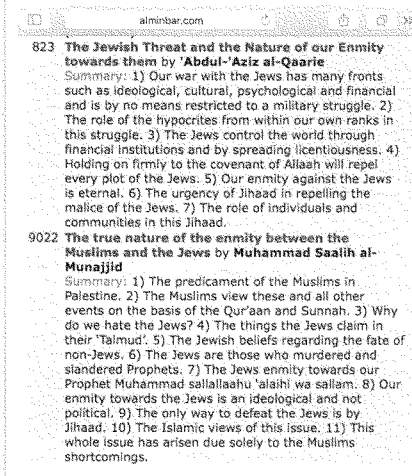 alminbar.com
823 The Jewish Threat and the Nature of our Enmity
towards them by 'Abdul-'Aziz al-Qaarie
Summary: 1) Our war with the Jews has many fronts
such as ideological, cultural, psychological and financial
and is by no means restricted to a military struggle. 2)
The role of the hypocrites from within our own ranks in
this struggle. 3) The Jews control the world through
financial institutions and by spreading licentiousness. 4)
Holding on firmly to the covenant of Allaah will repel
every plot of the Jews. 5) Our enmity against the Jews
is eternal. 6) The urgency of Jihaad in repelling the
malice of the Jews. 7) The role of individuals and
communities in this Jihaad.
9022 The true nature of the enmity between the
Muslims and the Jews by Muhammad Saalih al-
Munajjid
Summary: 1) The predicament of the Muslims in
Palestine. 2) The Muslims view these and all other
events on the basis of the Qur'aan and Sunnah. 3) Why
do we hate the Jews? 4) The things the Jews claim in
their 'Talmud'. 5) The Jewish beliefs regarding the fate of
non-Jews. 6) The Jews are those who murdered and
slandered Prophets. 7) The Jews enmity towards our
Prophet Muhammad sallallaahu 'alaihi wa sallam. 8) Our
enmity towards the Jews is an ideological and not
political. 9) The only way to defeat the Jews is by
Jihaad. 10) The Islamic views of this issue. 11) This
whole issue has arisen due solely to the Muslims
shortcomings.